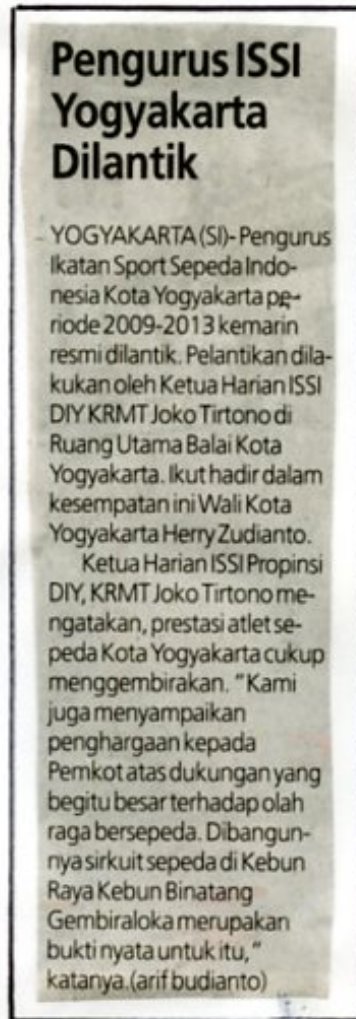 Pengurus ISSI
Yogyakarta
Dilantik
YOGYAKARTA (SI)- Pengurus
Ikatan Sport Sepeda Indo-
nesia Kota Yogyakarta pe-
riode 2009-2013 kemarin
resmi dilantik. Pelantikan dila-
kukan oleh Ketua Harian ISSI
DIY KRMT Joko Tirtono di
Ruang Utama Balai Kota
Yogyakarta. Ikut hadir dalam
kesempatan ini Wali Kota
Yogyakarta Herry Zudianto.
Ketua Harian ISSI Propinsi
DIY, KRMT Joko Tirtono me-
ngatakan, prestasi atlet se-
peda Kota Yogyakarta cukup
menggembirakan. "Kami
juga menyampaikan
penghargaan kepada
Pemkot atas dukungan yang
begitu besar terhadap olah
raga bersepeda. Dibangun-
nya sirkuit sepeda di Kebun
Raya Kebun Binatang
Gembiraloka merupakan
bukti nyata untuk itu,"
katanya.(arif budianto)